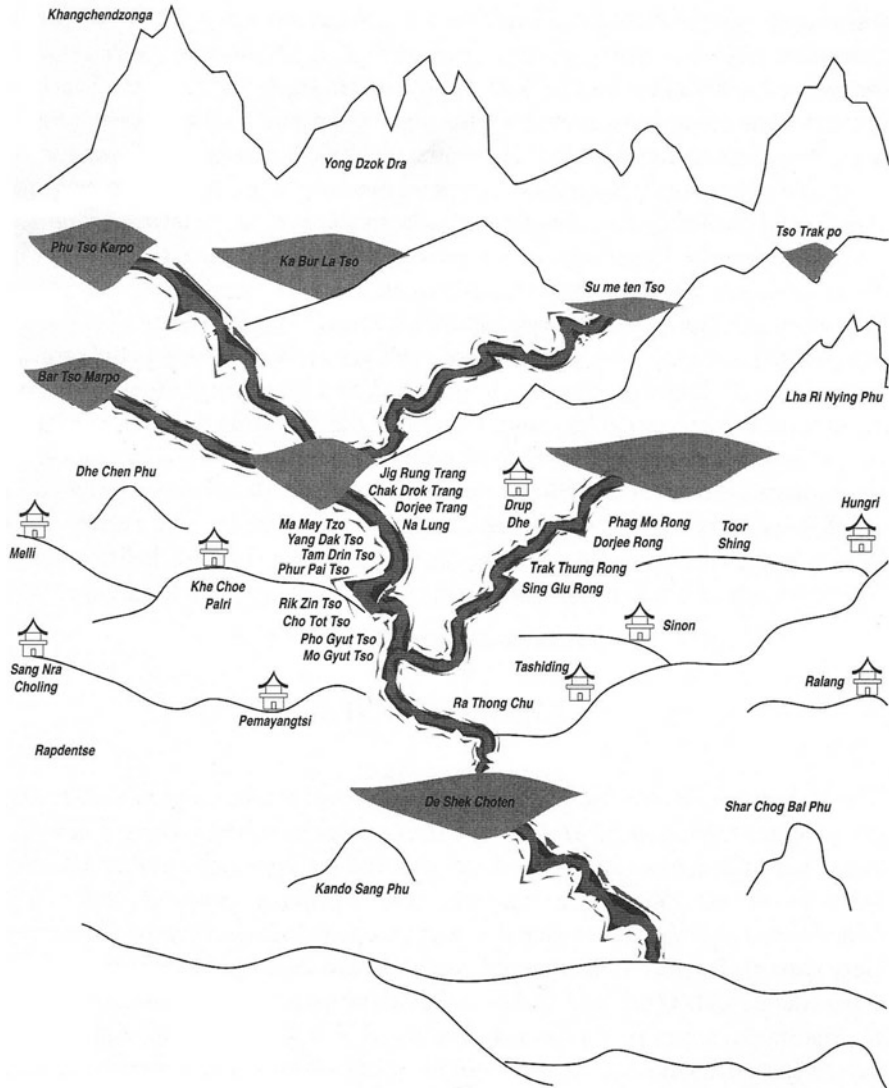 Khangchendzonga
Yong Dzok Dra
Tso Trak po
Phu Tso Karpo
Ka Bur La Tso
Su me ten Tso
Bar Tso Marpo
Lha Ri Nying Phu
Dhe Chen Phu
Jig Rung Trang
Chak Drok Trang
Dorjee Trang
Na Lung
Drup
Dhe
Phag Mo Rong
Dorjee Rong
Toor
Shing
Hungri
Melli
Khe Choe
Palri
Ma May Tzo
Yang Dak Tso
Tam Drin Tso
Phur Pai Tso
Trak Thung Rong
Sing Glu Rong
Rik Zin Tso
Cho Tot Tso
Pho Gyut Tso
Mo Gyut Tso
Sinon
Sang Nra
Choling
Tashiding
Ralang
Pemayangtsi
Ra Thong Chu
Rapdentse
De Shek Choten
Shar Chog Bal Phu
Kando Sang Phu